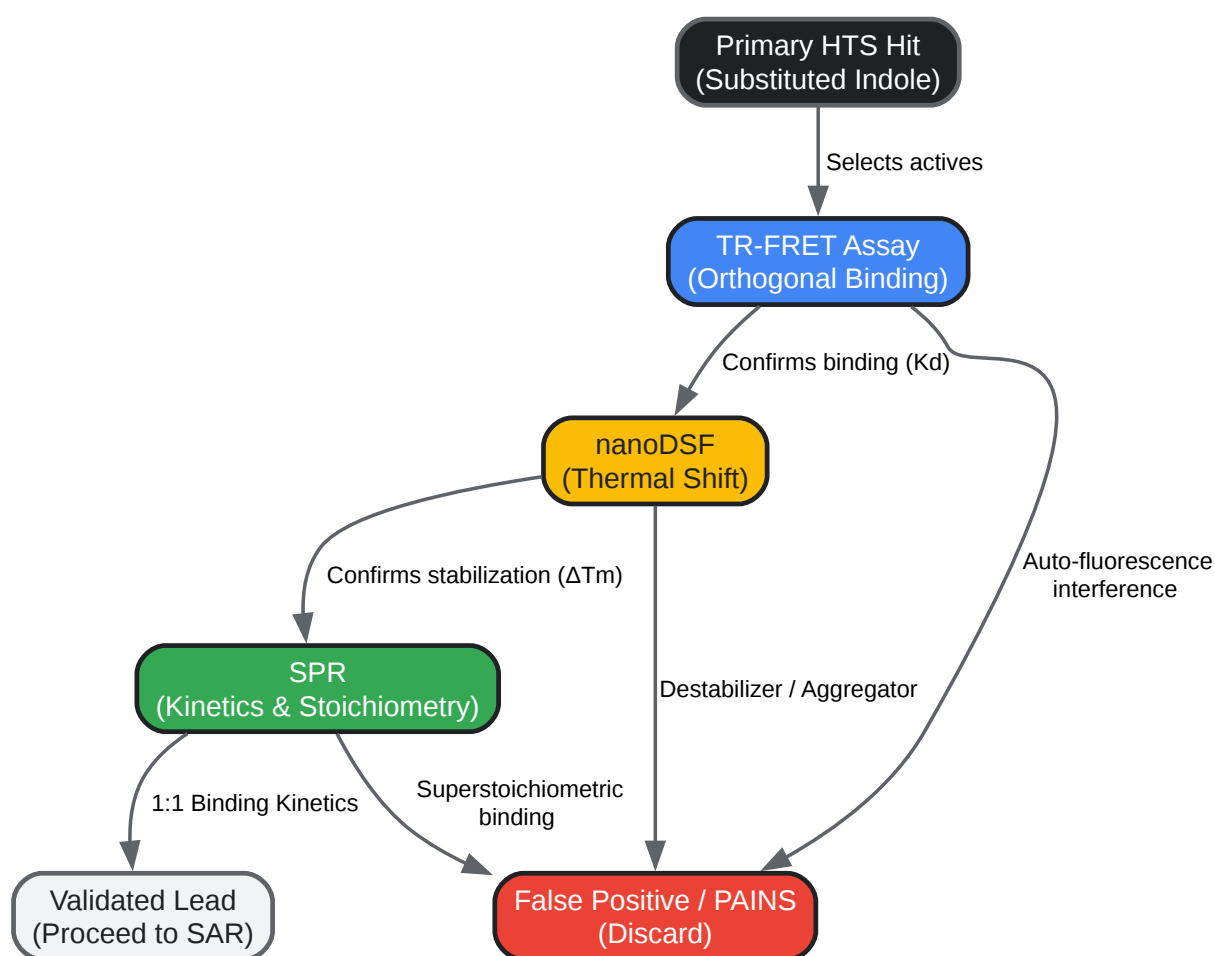 Primary HTS Hit
(Substituted Indole)
Selects actives
TR-FRET Assay
(Orthogonal Binding)
Confirms binding (Kd)
nanoDSF
(Thermal Shift)
Auto-fluorescence
interference
Confirms stabilization (ΔTm)
SPR
(Kinetics & Stoichiometry)
Destabilizer / Aggregator
1:1 Binding Kinetics
Superstoichiometric
binding
Validated Lead
(Proceed to SAR)
False Positive / PAINS
(Discard)